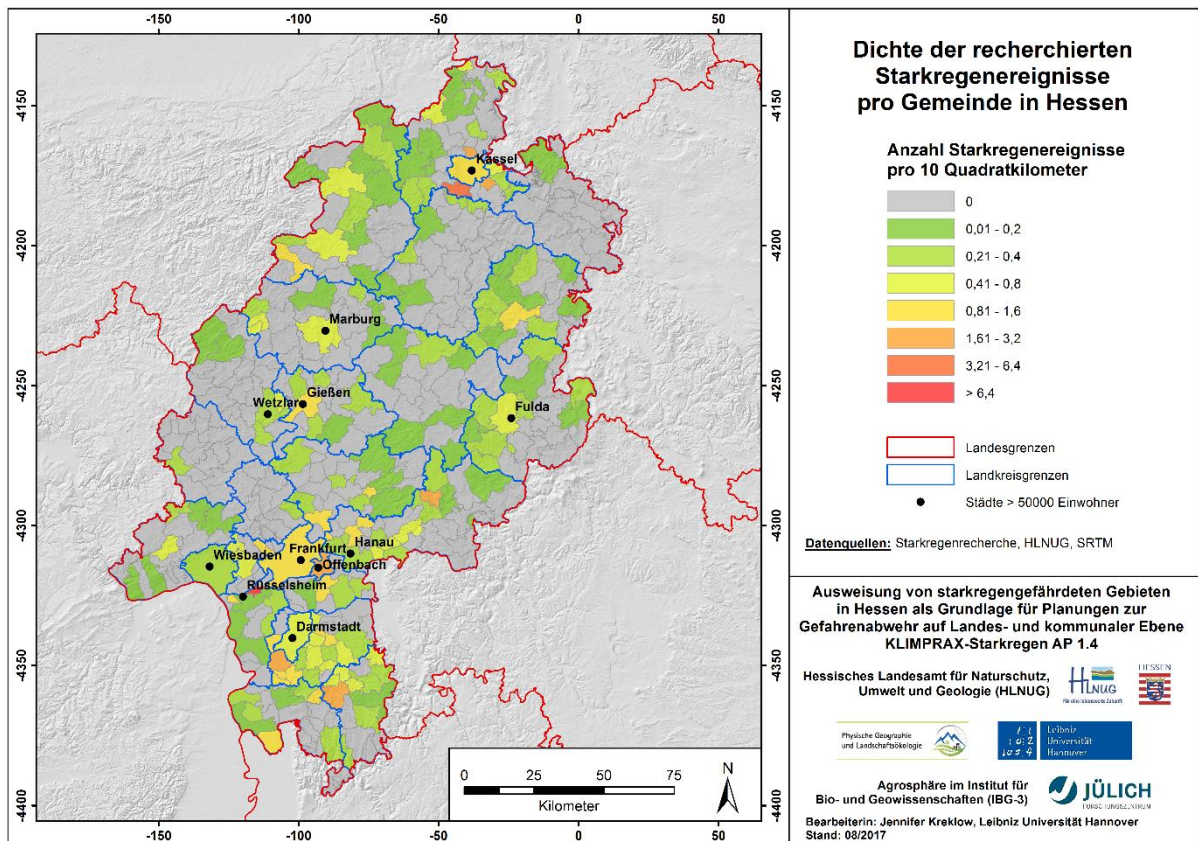 -150
-100
-50
0
50
4150
4200
4250
4300
4350
4400
4150
4200
4250
4300
4350
4400
-150
-100
-50
0
50
Kassel
Marburg
Gießen
Wetzlar
Fulda
Hanau
Frankfurt
Wiesbaden
Offenbach
Rüsselsheim
Darmstadt
0 25 50 75
Kilometer
N
Dichte der recherchierten
Starkregenereignisse
pro Gemeinde in Hessen
Anzahl Starkregenereignisse
pro 10 Quadratkilometer
0
0,01 - 0,2
0,21 - 0,4
0,41 - 0,8
0,81 - 1,6
1,61 - 3,2
3,21 - 6,4
> 6,4
Landesgrenzen
Landkreisgrenzen
Städte > 50000 Einwohner
Datenquellen: Starkregenrecherche, HLNUG, SRTM
Ausweisung von starkregengefährdeten Gebieten
in Hessen als Grundlage für Planungen zur
Gefahrenabwehr auf Landes- und kommunaler Ebene
KLIMPRAX-Starkregen AP 1.4
Hessisches Landesamt für Naturschutz,
Umwelt und Geologie (HLNUG)
HLNUG
Für eine lebenswerte Zukunft
HESSEN
Physische Geographie
und Landschaftsökologie
Leibniz
Universität
Hannover
Agrosphäre im Institut für
Bio- und Geowissenschaften (IBG-3)
JÜLICH
FORSCHUNGSZENTRUM
Bearbeiterin: Jennifer Kreklow, Leibniz Universität Hannover
Stand: 08/2017